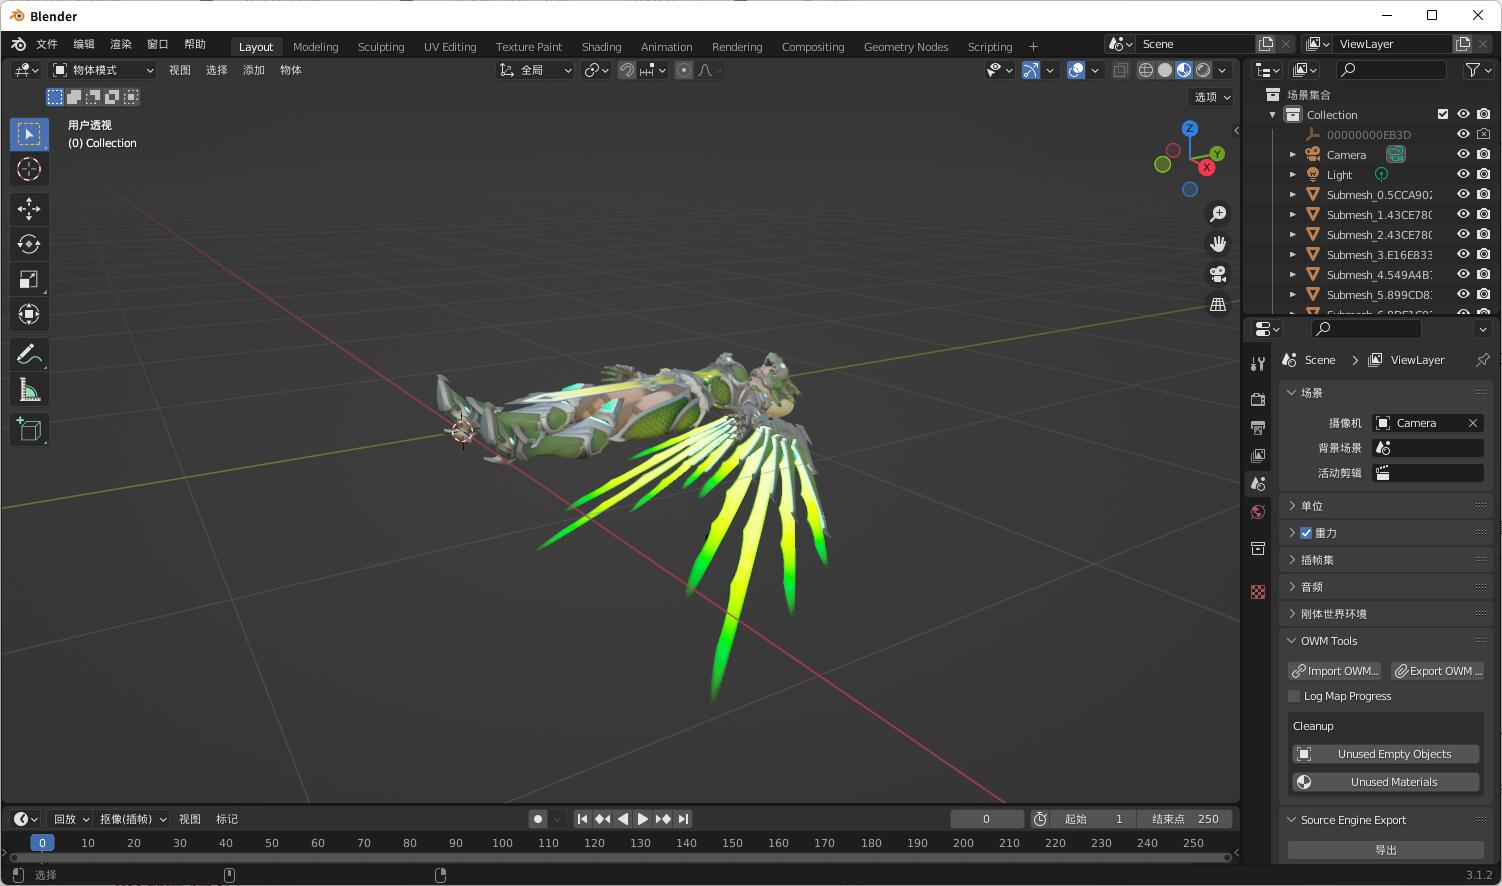 Blender
文件 编辑 渲染 窗口 帮助 Layout Modeling Sculpting UV Editing Texture Paint Shading Animation Rendering Compositing Geometry Nodes Scripting + Scene ViewLayer
物体模式 视图 选择 添加 物体 全局
选项
用户透视
(0) Collection
Z
Y
X
场景集合
Collection
00000000EB3D
Camera
Light
Submesh_0.5CCA902
Submesh_1.43CE780
Submesh_2.43CE780
Submesh_3.E16E833
Submesh_4.549A4B
Submesh_5.899CD8
Scene > ViewLayer
场景
摄像机 Camera
背景场景
活动剪辑
单位
重力
插帧集
音频
刚体世界环境
OWM Tools
Import OWM... Export OWM ...
Log Map Progress
Cleanup
Unused Empty Objects
Unused Materials
Source Engine Export
导出
回放 抠像(插帧) 视图 标记 0 起始 1 结束点 250
0 10 20 30 40 50 60 70 80 90 100 110 120 130 140 150 160 170 180 190 200 210 220 230 240 250
选择 3.1.2